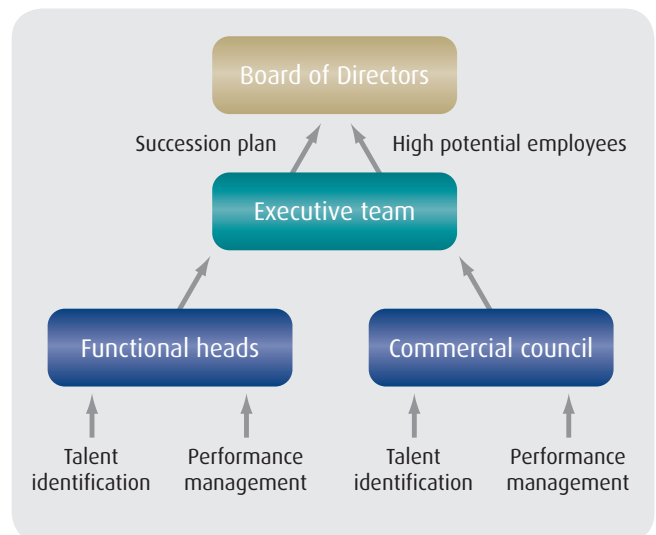 Board of Directors
Succession plan
High potential employees
Executive team
Functional heads
Commercial council
Talent
identification
Performance
management
Talent
identification
Performance
management